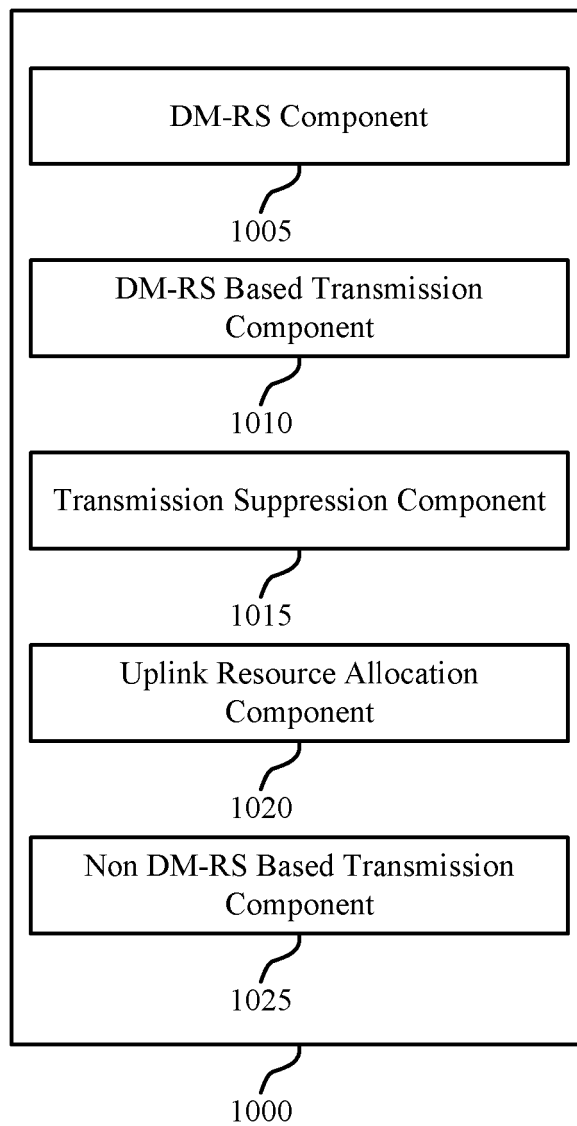 DM-RS Component
1005
DM-RS Based Transmission
Component
1010
Transmission Suppression Component
1015
Uplink Resource Allocation
Component
1020
Non DM-RS Based Transmission
Component
1025
1000